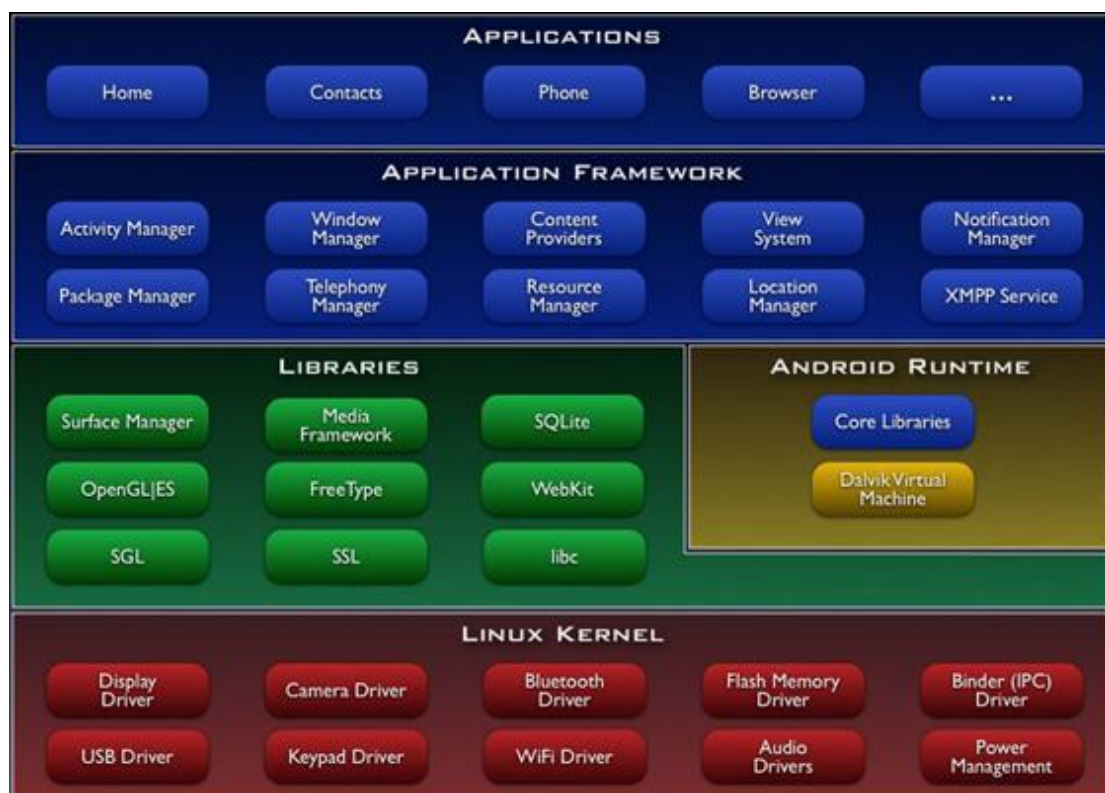 APPLICATIONS
Home
Contacts
Phone
Browser
...
APPLICATION FRAMEWORK
Activity Manager
Window
Manager
Content
Providers
View
System
Notification
Manager
Package Manager
Telephony
Manager
Resource
Manager
Location
Manager
XMPP Service
LIBRARIES
Surface Manager
Media
Framework
SQLite
OpenGL|ES
FreeType
WebKit
SGL
SSL
libc
ANDROID RUNTIME
Core Libraries
Dalvik Virtual
Machine
LINUX KERNEL
Display
Driver
Camera Driver
Bluetooth
Driver
Flash Memory
Driver
Binder (IPC)
Driver
USB Driver
Keypad Driver
WiFi Driver
Audio
Drivers
Power
Management